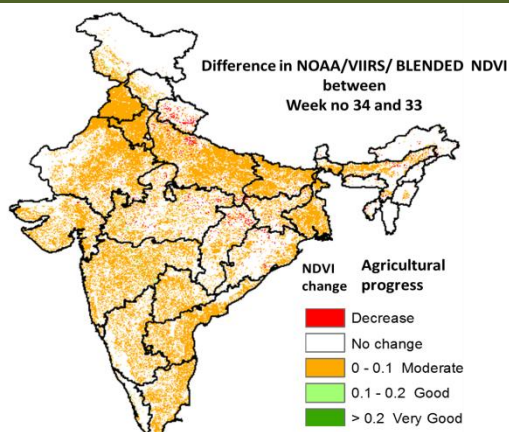 Difference in NOAA/VIIRS/ BLENDED NDVI
between
Week no 34 and 33
NDVI change
Agricultural progress
Decrease
No change
0 - 0.1 Moderate
0.1 - 0.2 Good
> 0.2 Very Good